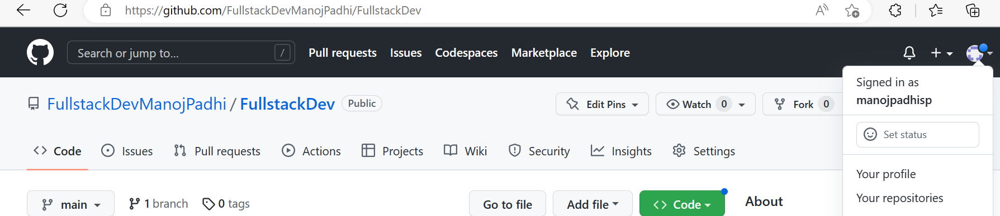 https://github.com/FullstackDevManojPadhi/FullstackDev
Search or jump to... /
Pull requests Issues Codespaces Marketplace Explore
Signed in as
manojpadhisp
FullstackDevManojPadhi / FullstackDev Public
Edit Pins Watch 0 Fork 0
Set status
Code Issues Pull requests Actions Projects Wiki Security Insights Settings
Your profile
Your repositories
main 1 branch 0 tags Go to file Add file Code About